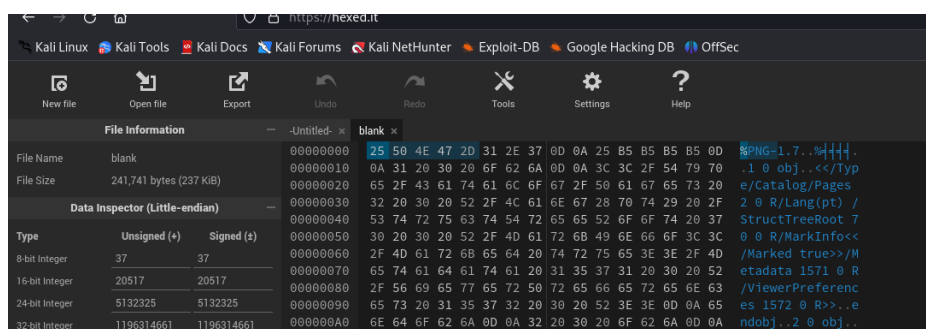 https://hexed.it
Kali Linux Kali Tools Kali Docs Kali Forums Kali NetHunter Exploit-DB Google Hacking DB OffSec
New file Open file Export Undo Redo Tools Settings Help
File Information
-Untitled- × blank ×
File Name blank
File Size 241,741 bytes (237 KiB)
Data Inspector (Little-endian)
Type Unsigned (+) Signed (±)
8-bit Integer 37 37
16-bit Integer 20517 20517
24-bit Integer 5132325 5132325
32-bit Integer 1196314661 1196314661
00000000 25 50 4E 47 2D 31 2E 37 0D 0A 25 B5 B5 B5 B5 0D %PNG-1.7..%╡╡╡╡.
00000010 0A 31 20 30 20 6F 62 6A 0D 0A 3C 3C 2F 54 79 70 .1 0 obj..<</Typ
00000020 65 2F 43 61 74 61 6C 6F 67 2F 50 61 67 65 73 20 e/Catalog/Pages
00000030 32 20 30 20 52 2F 4C 61 6E 67 28 70 74 29 20 2F 2 0 R/Lang(pt) /
00000040 53 74 72 75 63 74 54 72 65 65 52 6F 6F 74 20 37 StructTreeRoot 7
00000050 30 20 30 20 52 2F 4D 61 72 6B 49 6E 66 6F 3C 3C 0 0 R/MarkInfo<<
00000060 2F 4D 61 72 6B 65 64 20 74 72 75 65 3E 3E 2F 4D /Marked true>>/M
00000070 65 74 61 64 61 74 61 20 31 35 37 31 20 30 20 52 etadata 1571 0 R
00000080 2F 56 69 65 77 65 72 50 72 65 66 65 72 65 6E 63 /ViewerPreferenc
00000090 65 73 20 31 35 37 32 20 30 20 52 3E 3E 0D 0A 65 es 1572 0 R>>..e
000000A0 6E 64 6F 62 6A 0D 0A 32 20 30 20 6F 62 6A 0D 0A ndobj..2 0 obj..